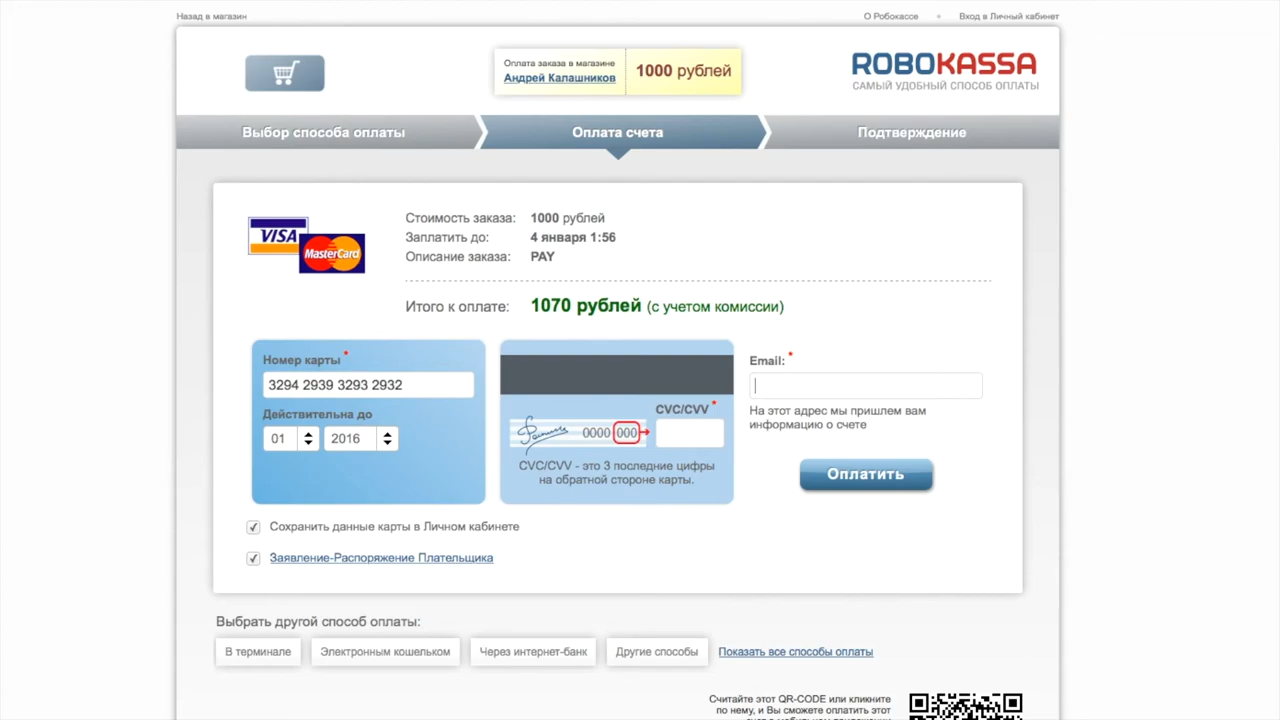 Назад в магазин
О Робокассе
Вход в Личный кабинет
Оплата заказа в магазине
Андрей Калашников
1000 рублей
ROBOKASSA
САМЫЙ УДОБНЫЙ СПОСОБ ОПЛАТЫ
Выбор способа оплаты
Оплата счета
Подтверждение
VISA
MasterCard
Стоимость заказа: 1000 рублей
Заплатить до: 4 января 1:56
Описание заказа: PAY
Итого к оплате: 1070 рублей (с учетом комиссии)
Номер карты *
3294 2939 3293 2932
Действительна до
01 2016
CVC/CVV *
0000 000
CVC/CVV - это 3 последние цифры
на обратной стороне карты.
Email: *
На этот адрес мы пришлем вам
информацию о счете
Оплатить
Сохранить данные карты в Личном кабинете
Заявление-Распоряжение Плательщика
Выбрать другой способ оплаты:
В терминале
Электронным кошельком
Через интернет-банк
Другие способы
Показать все способы оплаты
Считайте этот QR-CODE или кликните
по нему, и Вы сможете оплатить этот